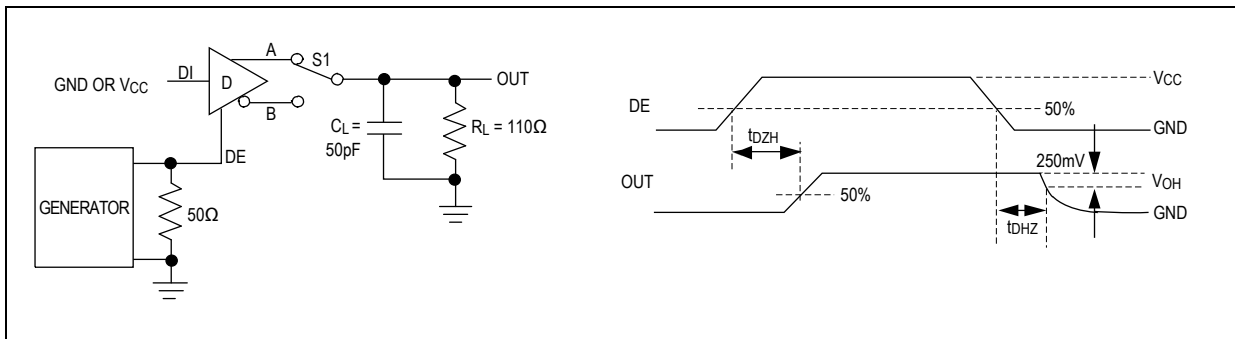 A
S1
GND OR VCC
DI
D
OUT
B
CL =
50pF
RL = 110Ω
DE
GENERATOR
50Ω
VCC
DE
50%
GND
tDZH
250mV
OUT
VOH
50%
GND
tDHZ